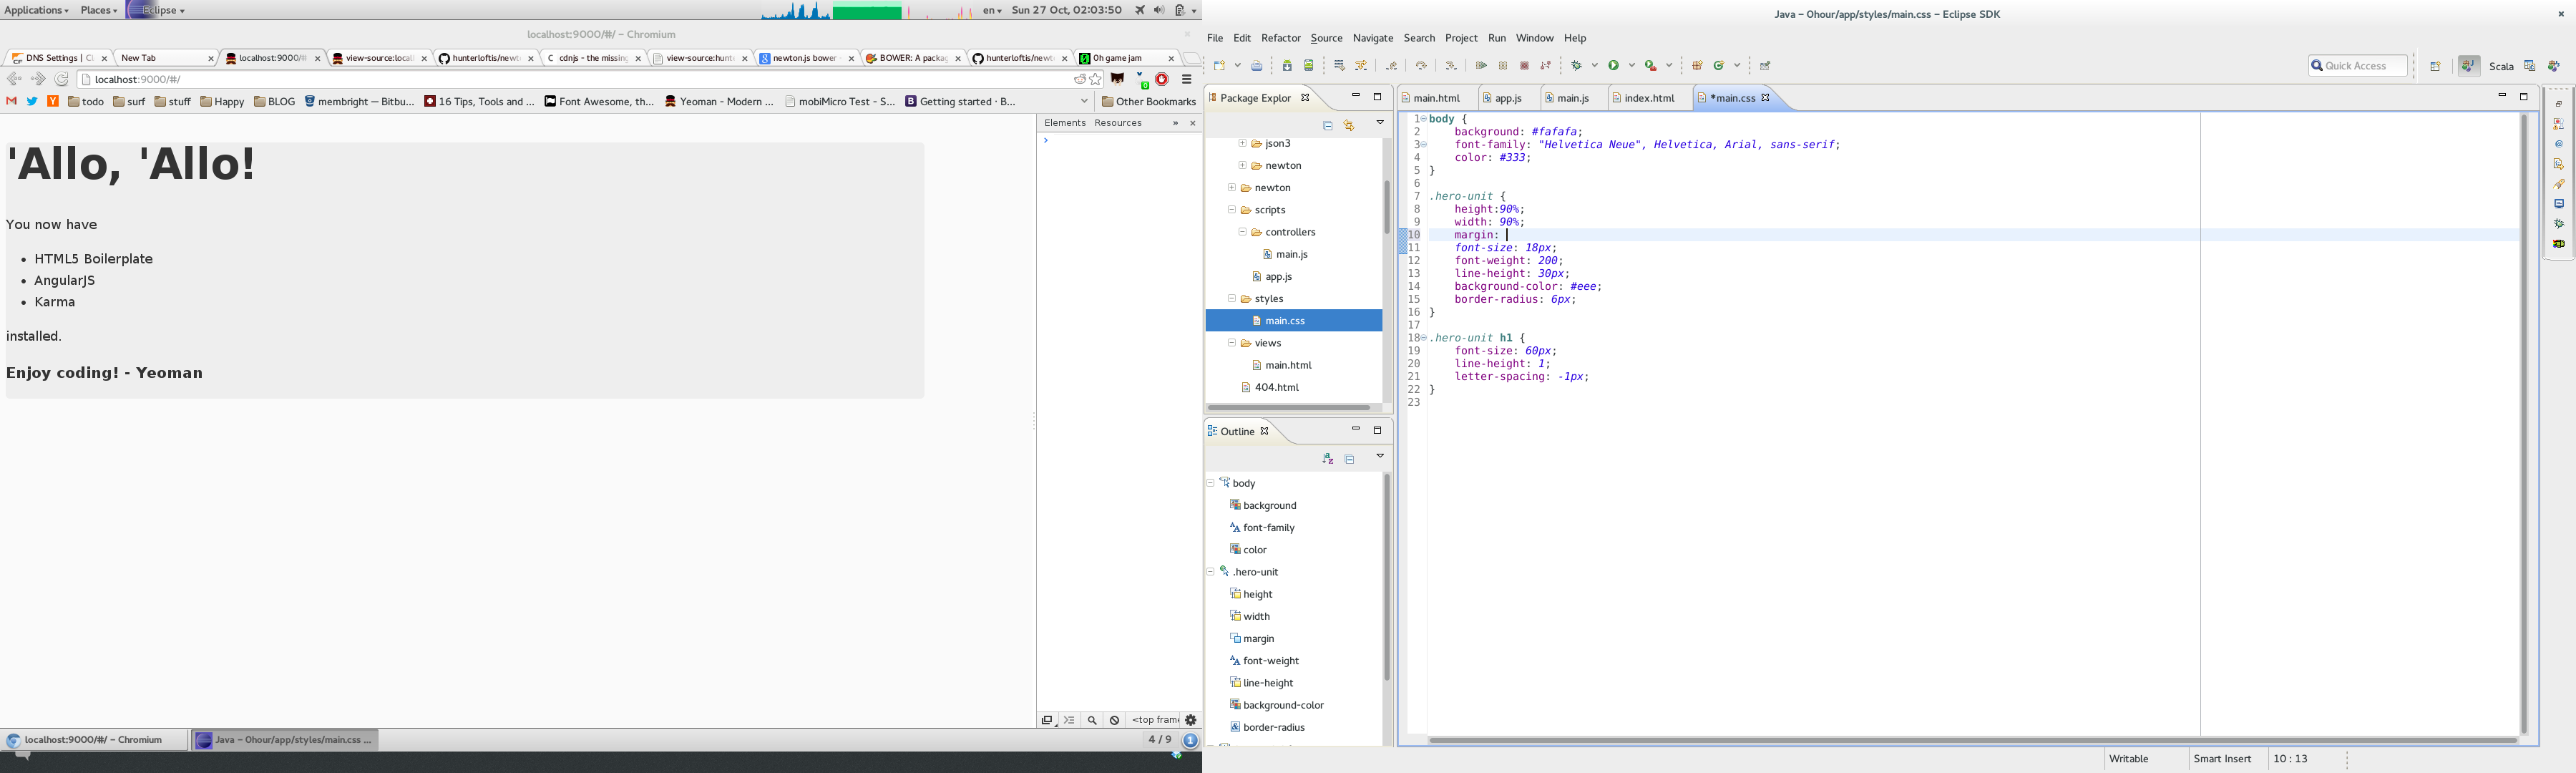 Applications Places Eclipse en Sun 27 Oct, 02:03:50
localhost:9000/#/ – Chromium
DNS Settings | Cl New Tab localhost:9000/# view-source:local hunterloftis/newt cdnjs - the missing view-source:hunt newton.js bower BOWER: A packag hunterloftis/newt 0h game jam
localhost:9000/#/
todo surf stuff Happy BLOG membright — Bitbu... 16 Tips, Tools and ... Font Awesome, th... Yeoman - Modern ... mobiMicro Test - S... Getting started · B... Other Bookmarks
Elements Resources » ×
'Allo, 'Allo!
You now have
• HTML5 Boilerplate
• AngularJS
• Karma
installed.
Enjoy coding! - Yeoman
<top frame
localhost:9000/#/ – Chromium Java – 0hour/app/styles/main.css ... 4 / 9 1
Java – 0hour/app/styles/main.css – Eclipse SDK
File Edit Refactor Source Navigate Search Project Run Window Help
Quick Access Scala
Package Explor
json3
newton
newton
scripts
controllers
main.js
app.js
styles
main.css
views
main.html
404.html
Outline
body
background
font-family
color
.hero-unit
height
width
margin
font-weight
line-height
background-color
border-radius
main.html app.js main.js index.html *main.css
1 body {
2 background: #fafafa;
3 font-family: "Helvetica Neue", Helvetica, Arial, sans-serif;
4 color: #333;
5 }
6
7 .hero-unit {
8 height:90%;
9 width: 90%;
10 margin:
11 font-size: 18px;
12 font-weight: 200;
13 line-height: 30px;
14 background-color: #eee;
15 border-radius: 6px;
16 }
17
18 .hero-unit h1 {
19 font-size: 60px;
20 line-height: 1;
21 letter-spacing: -1px;
22 }
23
Writable Smart Insert 10 : 13